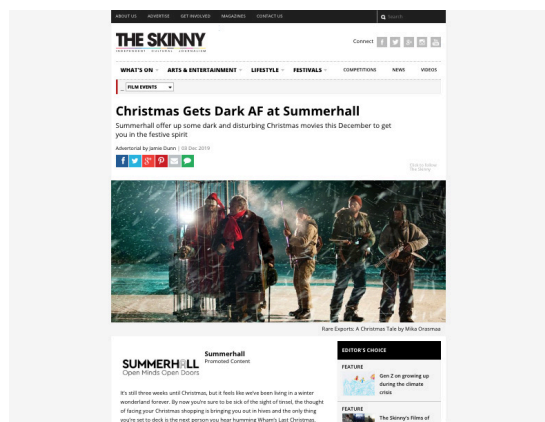 ABOUT US ADVERTISE GET INVOLVED MAGAZINES CONTACT US Search
THE SKINNY
INDEPENDENT CULTURAL JOURNALISM
Connect
WHAT'S ON ARTS & ENTERTAINMENT LIFESTYLE FESTIVALS COMPETITIONS NEWS VIDEOS
... FILM EVENTS
Christmas Gets Dark AF at Summerhall
Summerhall offer up some dark and disturbing Christmas movies this December to get
you in the festive spirit
Advertorial by Jamie Dunn | 03 Dec 2019
Rare Exports: A Christmas Tale by Mika Orasmaa
SUMMERHALL
Open Minds Open Doors
Summerhall
Promoted Content
It's still three weeks until Christmas, but it feels like we've been living in a winter
wonderland forever. By now you're sure to be sick of the sight of tinsel, the thought
of facing your Christmas shopping is bringing you out in hives and the only thing
you're set to deck is the next person you hear humming Wham's Last Christmas.
EDITOR'S CHOICE
FEATURE
Gen Z on growing up
during the climate
crisis
FEATURE
The Skinny's Films of